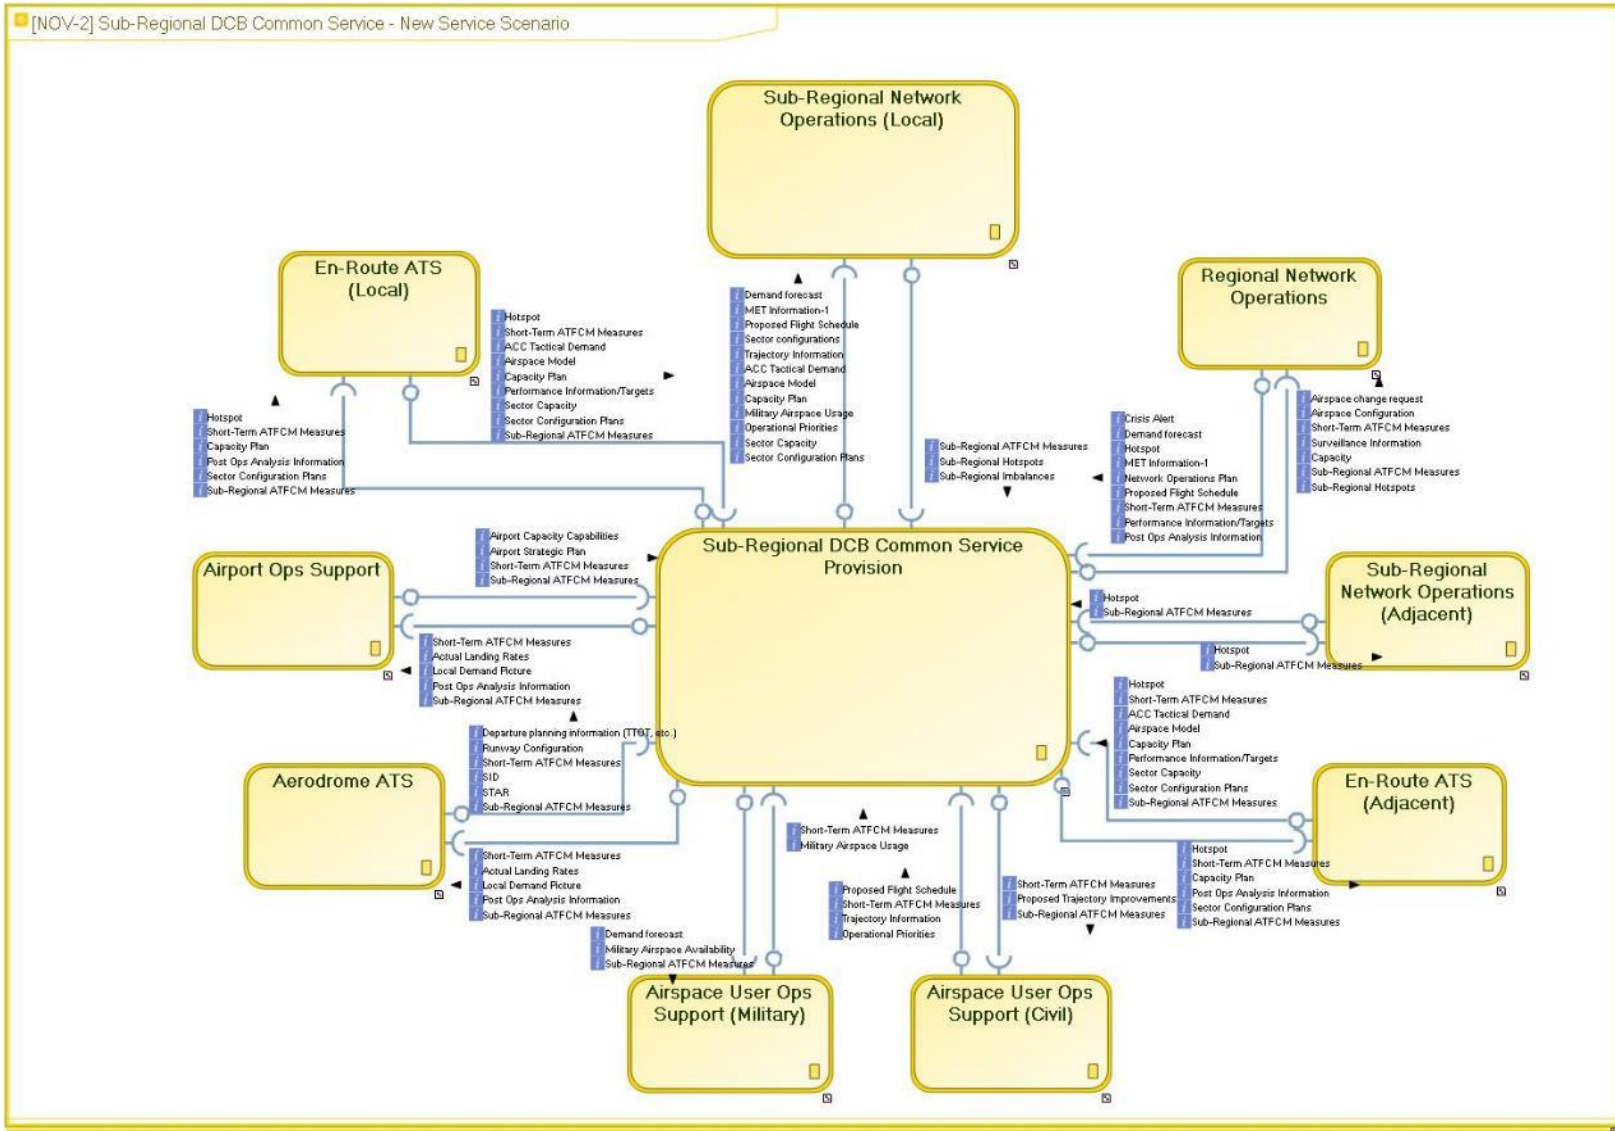 [NOV-2] Sub-Regional DCB Common Service - New Service Scenario
Sub-Regional Network
Operations (Local)
En-Route ATS
(Local)
Regional Network
Operations
Hotspot
Short-Term ATFCM Measures
ACC Tactical Demand
Airspace Model
Capacity Plan
Performance Information/Targets
Sector Capacity
Sector Configuration Plans
Sub-Regional ATFCM Measures
Demand forecast
MET Information-1
Proposed Flight Schedule
Sector configurations
Trajectory Information
ACC Tactical Demand
Airspace Model
Capacity Plan
Military Airspace Usage
Operational Priorities
Sector Capacity
Sector Configuration Plans
Hotspot
Short-Term ATFCM Measures
Capacity Plan
Post Ops Analysis Information
Sector Configuration Plans
Sub-Regional ATFCM Measures
Sub-Regional ATFCM Measures
Sub-Regional Hotspots
Sub-Regional Imbalances
Crisis Alert
Demand forecast
Hotspot
MET Information-1
Network Operations Plan
Proposed Flight Schedule
Short-Term ATFCM Measures
Performance Information/Targets
Post Ops Analysis Information
Airspace change request
Airspace Configuration
Short-Term ATFCM Measures
Surveillance Information
Capacity
Sub-Regional ATFCM Measures
Sub-Regional Hotspots
Airport Capacity Capabilities
Airport Strategic Plan
Short-Term ATFCM Measures
Sub-Regional ATFCM Measures
Sub-Regional DCB Common Service
Provision
Airport Ops Support
Sub-Regional
Network Operations
(Adjacent)
Hotspot
Sub-Regional ATFCM Measures
Short-Term ATFCM Measures
Actual Landing Rates
Local Demand Picture
Post Ops Analysis Information
Sub-Regional ATFCM Measures
Hotspot
Sub-Regional ATFCM Measures
Departure planning information (TTOT, etc.)
Runway Configuration
Short-Term ATFCM Measures
SID
STAR
Sub-Regional ATFCM Measures
Hotspot
Short-Term ATFCM Measures
ACC Tactical Demand
Airspace Model
Capacity Plan
Performance Information/Targets
Sector Capacity
Sector Configuration Plans
Sub-Regional ATFCM Measures
Aerodrome ATS
En-Route ATS
(Adjacent)
Short-Term ATFCM Measures
Military Airspace Usage
Short-Term ATFCM Measures
Actual Landing Rates
Local Demand Picture
Post Ops Analysis Information
Sub-Regional ATFCM Measures
Hotspot
Short-Term ATFCM Measures
Capacity Plan
Post Ops Analysis Information
Sector Configuration Plans
Sub-Regional ATFCM Measures
Proposed Flight Schedule
Short-Term ATFCM Measures
Trajectory Information
Operational Priorities
Short-Term ATFCM Measures
Proposed Trajectory Improvements
Sub-Regional ATFCM Measures
Demand forecast
Military Airspace Availability
Sub-Regional ATFCM Measures
Airspace User Ops
Support (Military)
Airspace User Ops
Support (Civil)